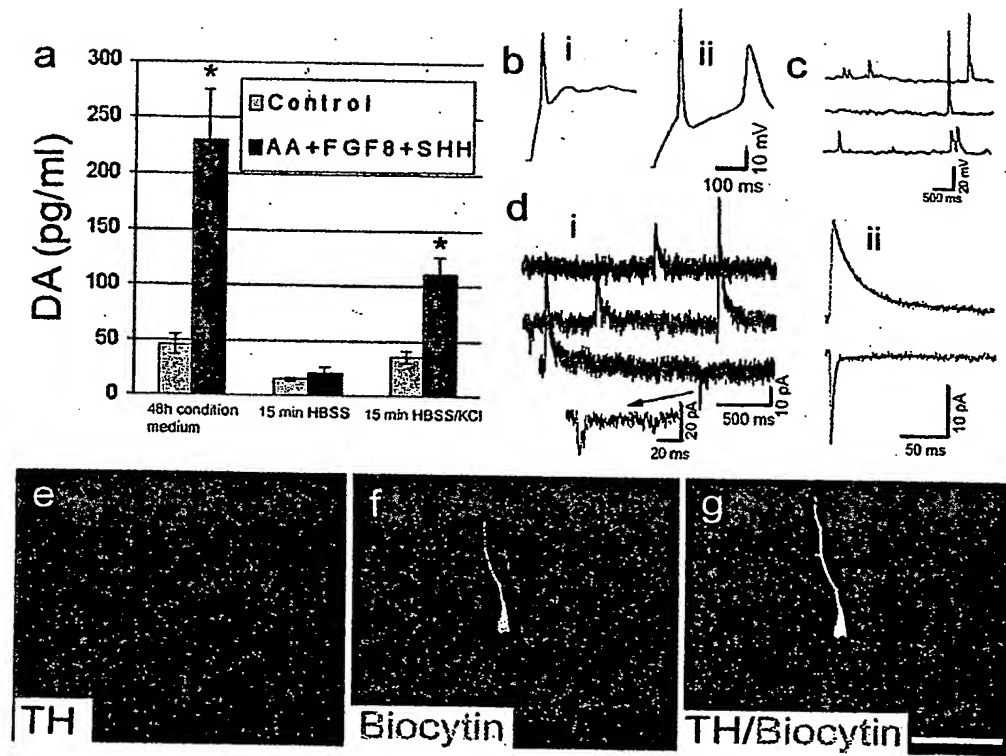 a
300
250
200
150
100
50
0
DA (pg/ml)
*
*
Control
AA+FGF8+SHH
48h condition
medium
15 min HBSS
15 min HBSS/KCl
b
i
ii
10 mV
100 ms
c
500 ms
20 mV
d
i
ii
10 pA
500 ms
20 pA
20 ms
10 pA
50 ms
e
TH
f
Biocytin
g
TH/Biocytin